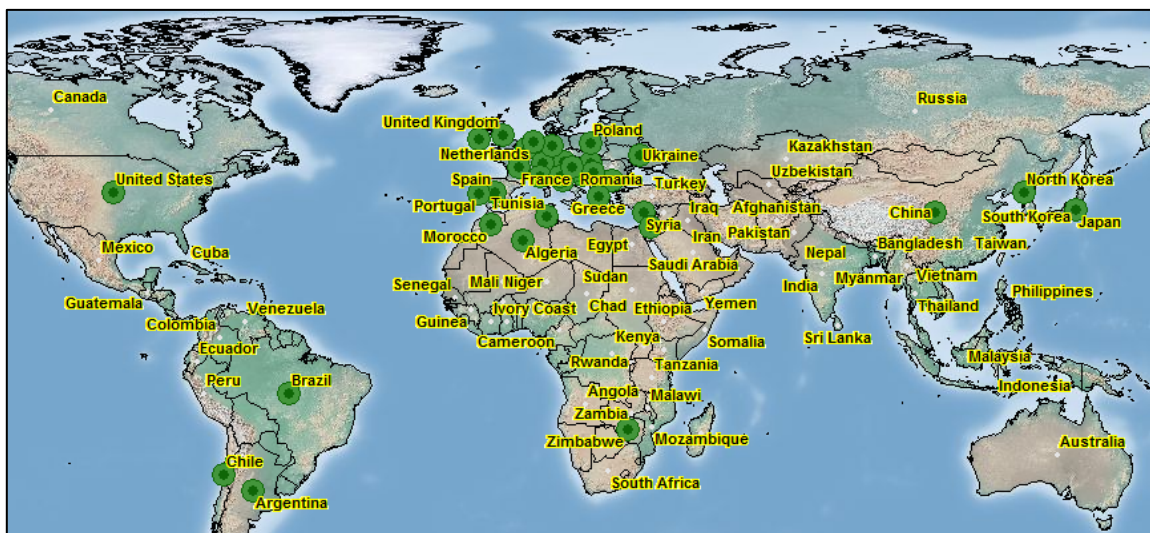 Canada
Russia
United Kingdom
Poland
Kazakhstan
Netherlands
Ukraine
United States
Spain
France
Romania
Turkey
Uzbekistan
North Korea
Portugal
Tunisia
Greece
Syria
Iraq
Afghanistan
China
South Korea
Japan
Mexico
Cuba
Morocco
Algeria
Egypt
Iran
Pakistan
Nepal
Bangladesh
Taiwan
Saudi Arabia
Senegal
Mali
Niger
Sudan
India
Myanmar
Vietnam
Guatemala
Venezuela
Guinea
Ivory Coast
Chad
Ethiopia
Yemen
Thailand
Philippines
Colombia
Ecuador
Cameroon
Kenya
Somalia
Sri Lanka
Rwanda
Tanzania
Malaysia
Peru
Brazil
Angola
Malawi
Indonesia
Zambia
Zimbabwe
Mozambique
Australia
Chile
Argentina
South Africa